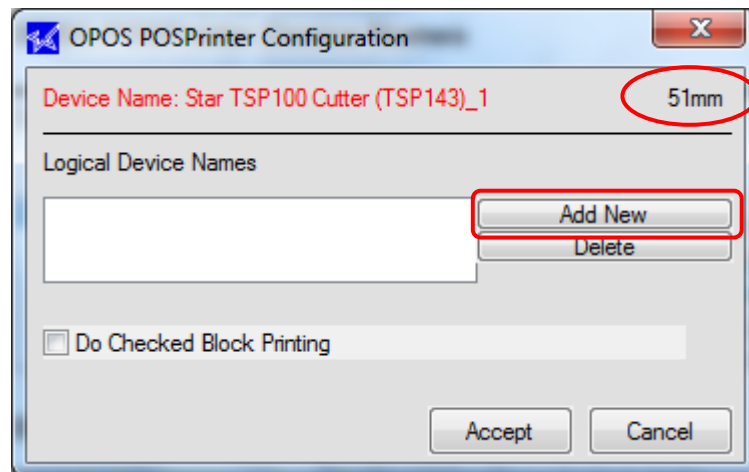 OPOS POSPrinter Configuration
Device Name: Star TSP100 Cutter (TSP143)_1 51mm
Logical Device Names
Add New
Delete
Do Checked Block Printing
Accept Cancel